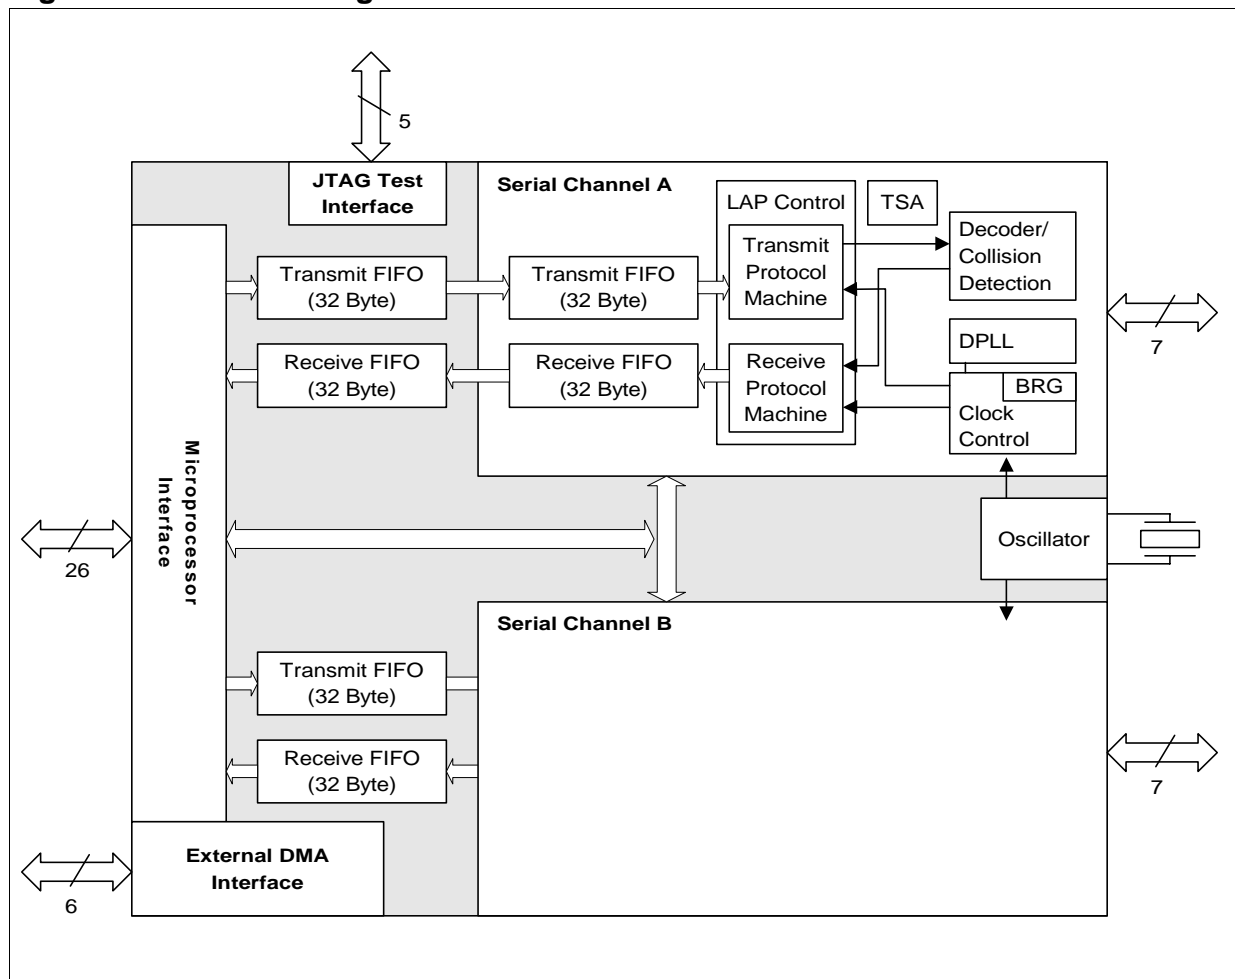 5
JTAG Test
Interface
Serial Channel A
LAP Control
TSA
Transmit FIFO
(32 Byte)
Transmit FIFO
(32 Byte)
Transmit
Protocol
Machine
Decoder/
Collision
Detection
7
Receive FIFO
(32 Byte)
Receive FIFO
(32 Byte)
Receive
Protocol
Machine
DPLL
BRG
Clock
Control
Microprocessor
Interface
26
Oscillator
Serial Channel B
Transmit FIFO
(32 Byte)
Receive FIFO
(32 Byte)
7
External DMA
Interface
6